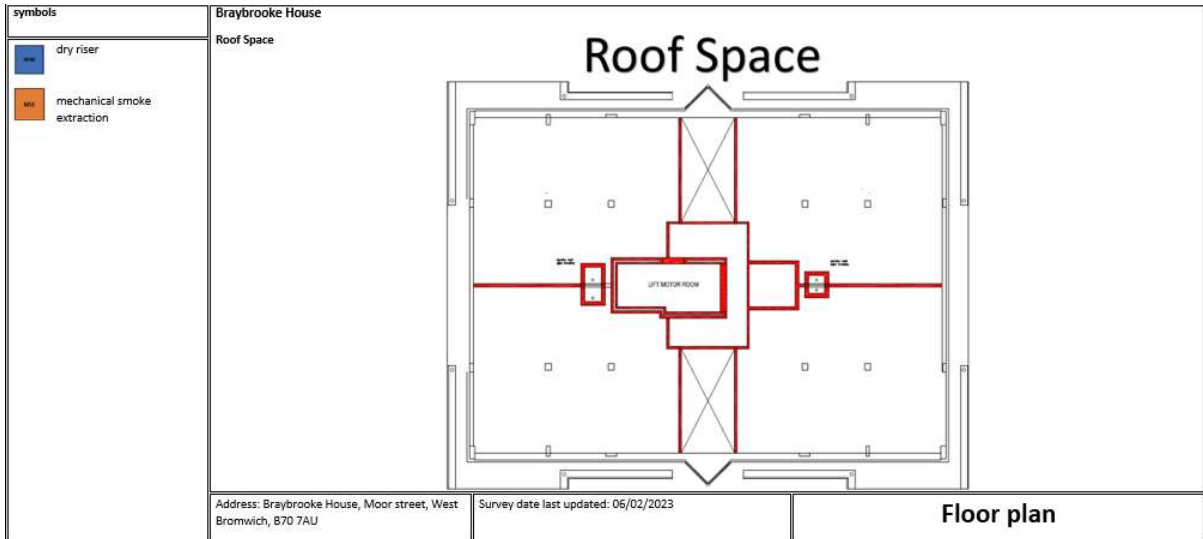 symbols
dry riser
mechanical smoke
extraction
Braybrooke House
Roof Space
Roof Space
LIFT MOTOR ROOM
Address: Braybrooke House, Moor street, West
Bromwich, B70 7AU
Survey date last updated: 06/02/2023
Floor plan